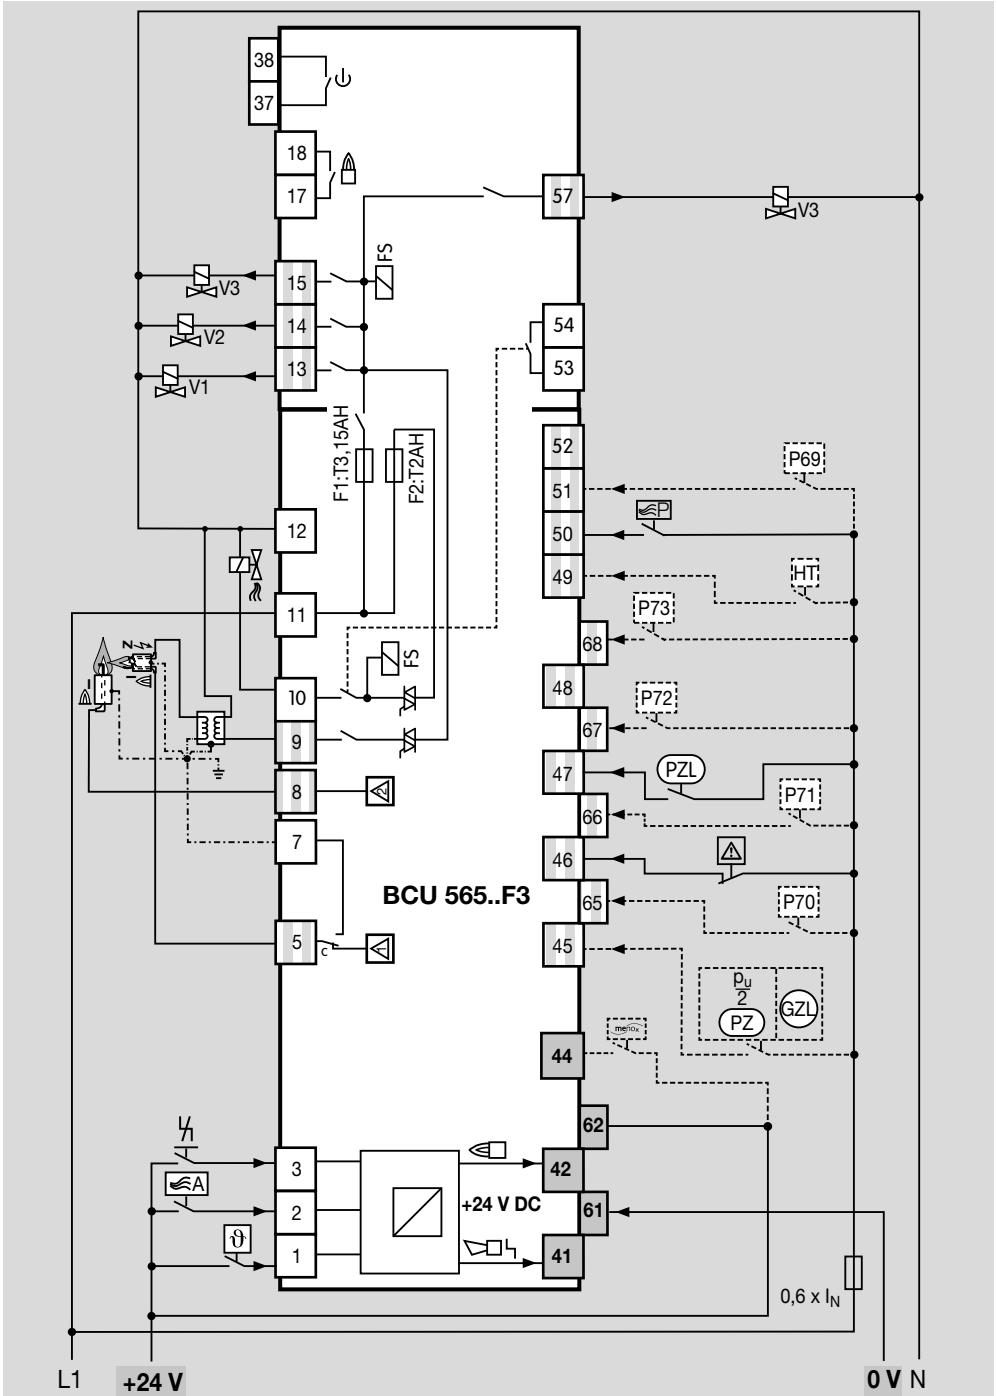 38
37
18
17
57
V3
FS
15
V3
14
V2
13
V1
54
53
F1:T3,15AH
F2:T2AH
52
51
P69
50
P
49
HT
12
11
68
P73
Z
I
I
FS
10
48
9
67
P72
47
PZL
8
2
66
P71
7
46
BCU 565..F3
65
P70
5
c
1
45
pu
2
PZ
GZL
44
menox
62
3
42
A
2
+24 V DC
61
ϑ
1
41
0,6 x IN
L1
+24 V
0 V
N